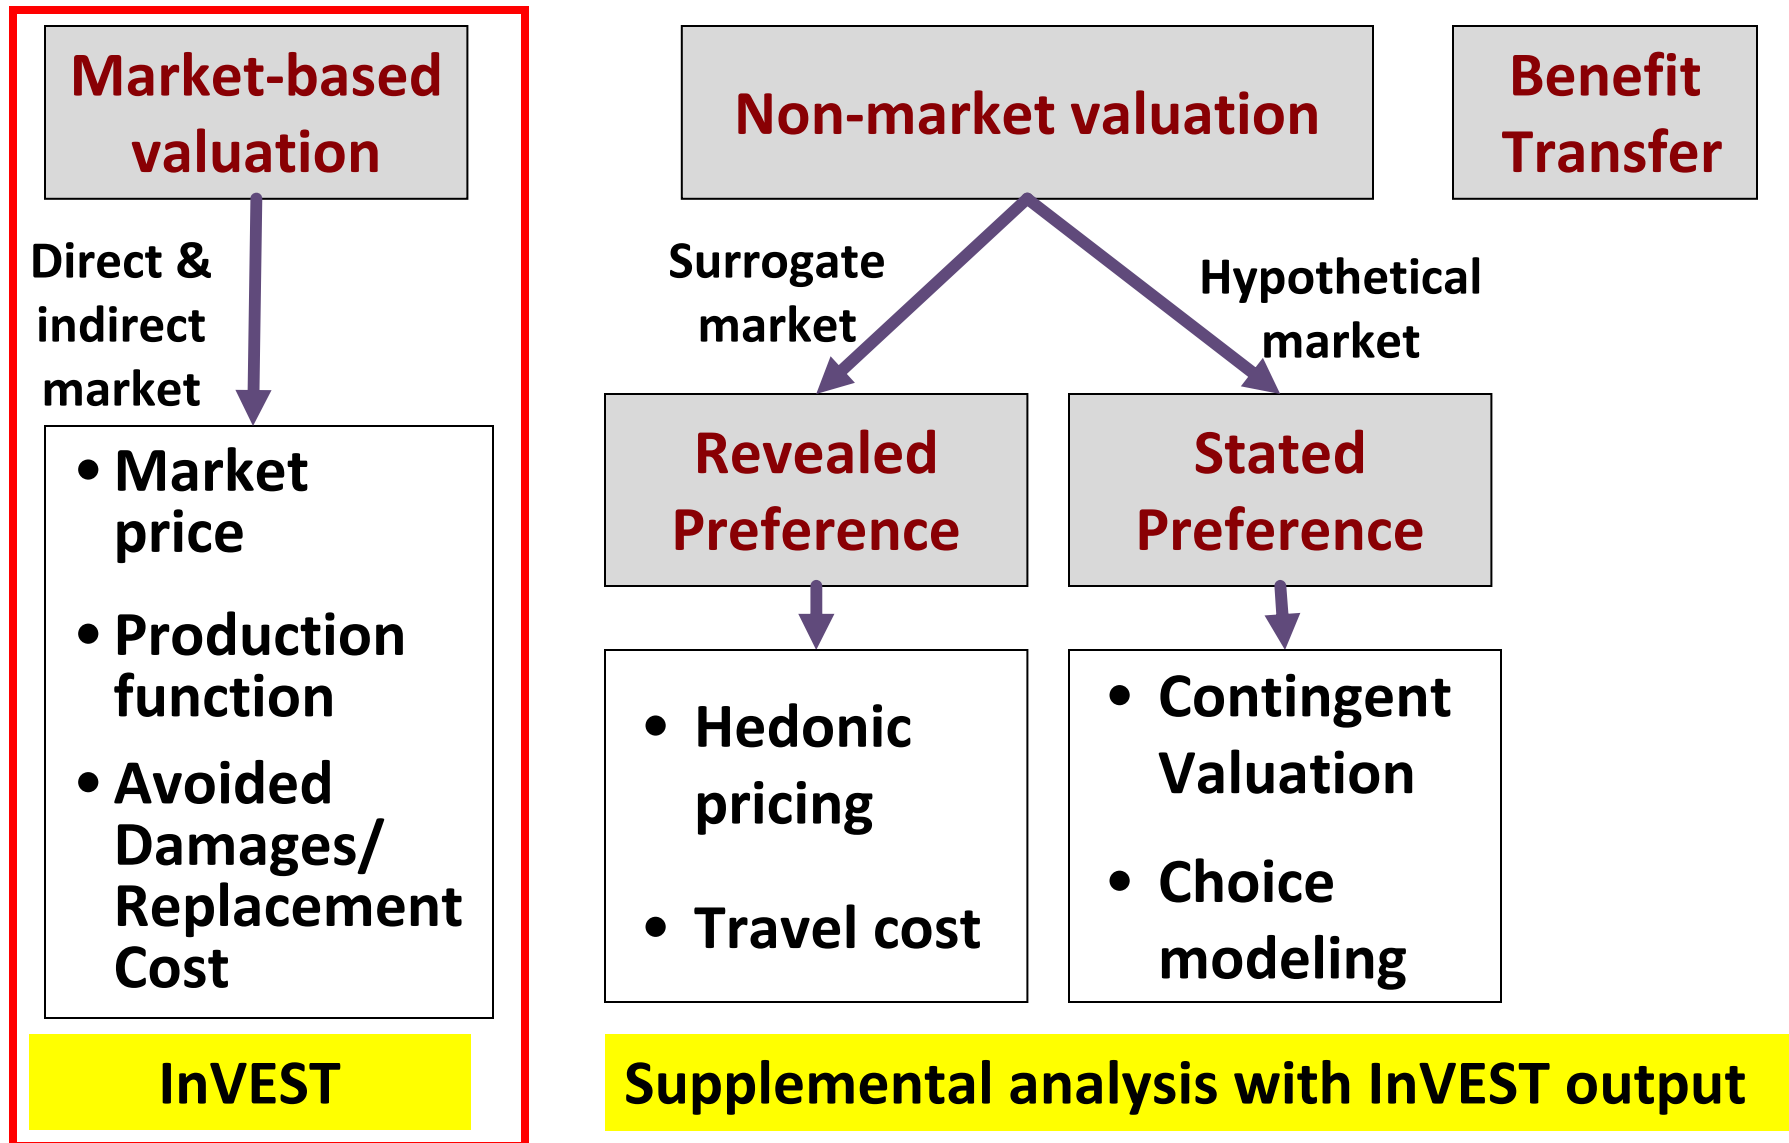 Market-based
valuation
Direct &
indirect
market
• Market
price
• Production
function
• Avoided
Damages/
Replacement
Cost
InVEST
Non-market valuation
Surrogate
market
Hypothetical
market
Revealed
Preference
• Hedonic
pricing
• Travel cost
Stated
Preference
• Contingent
Valuation
• Choice
modeling
Benefit
Transfer
Supplemental analysis with InVEST output